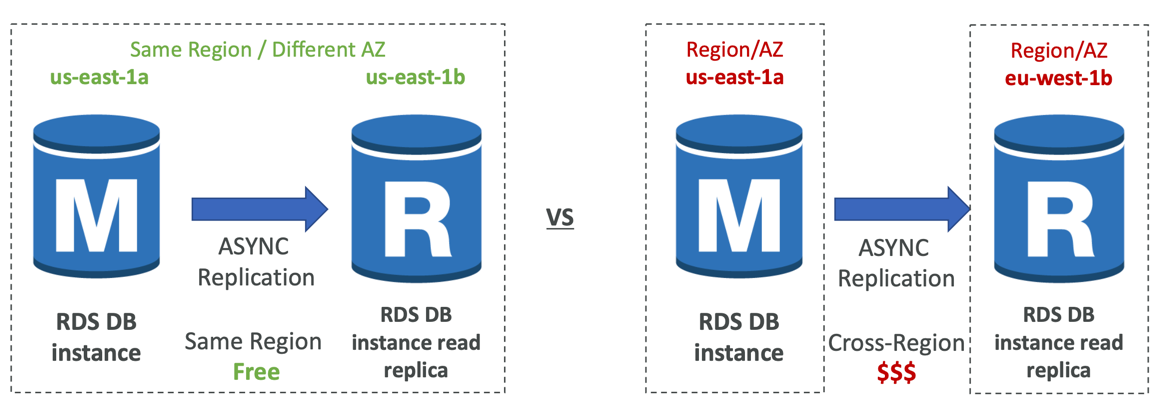 Same Region / Different AZ
us-east-1a
us-east-1b
M
R
ASYNC
Replication
RDS DB
instance
Same Region
Free
RDS DB
instance read
replica
VS
Region/AZ
us-east-1a
Region/AZ
eu-west-1b
M
R
ASYNC
Replication
RDS DB
instance
Cross-Region
$$$
RDS DB
instance read
replica